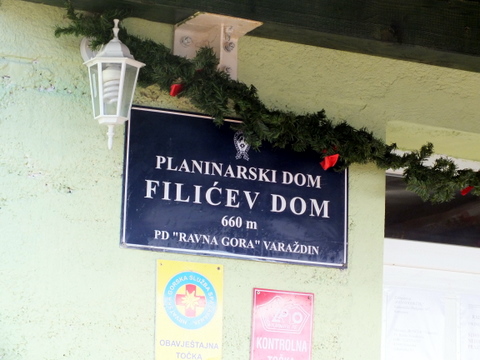 PLANINARSKI DOM
FILIĆEV DOM
660 m
PD "RAVNA GORA" VARAŽDIN
OBAVJEŠTAJNA
TOČKA
KONTROLNA